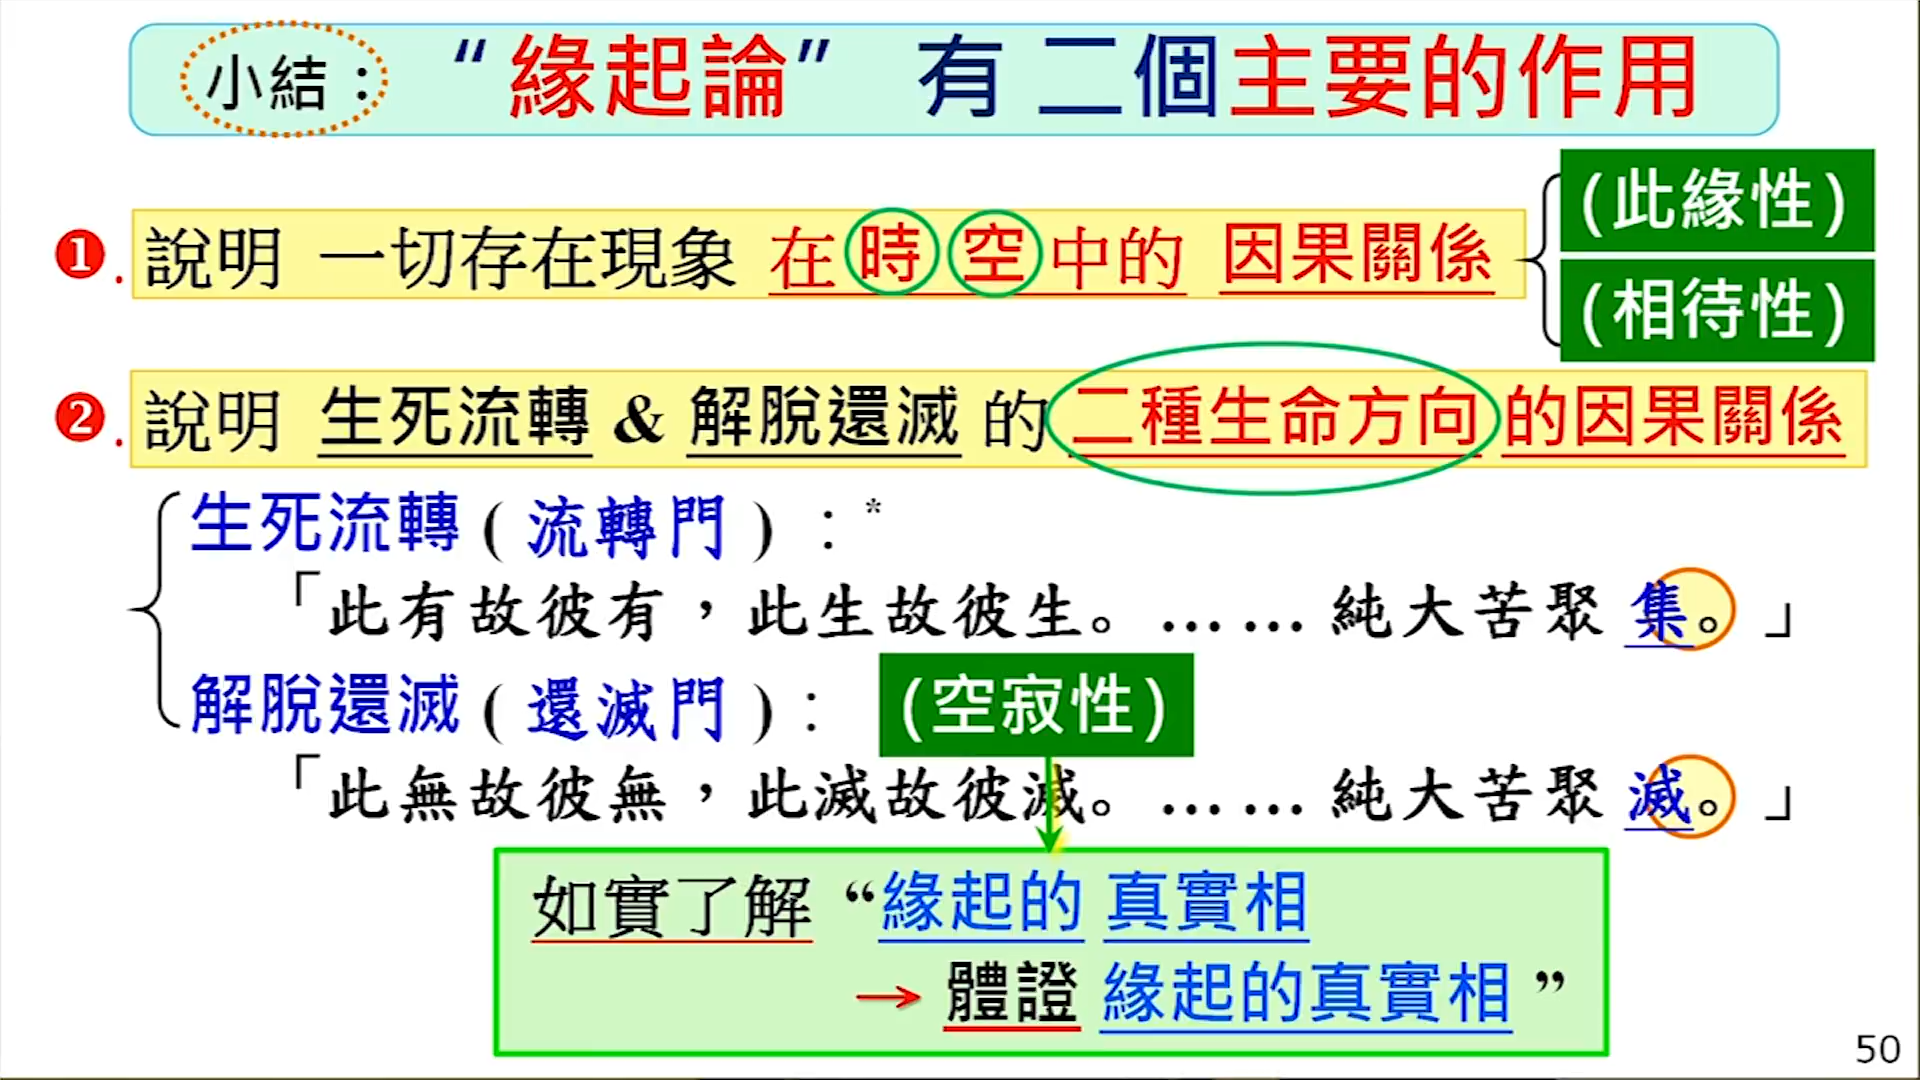 小結： “緣起論” 有 二個主要的作用
(此緣性)
❶. 說明 一切存在現象 在時空中的 因果關係
(相待性)
❷. 說明 生死流轉 & 解脫還滅 的 二種生命方向 的因果關係
生死流轉 ( 流轉門 ) ：*
「此有故彼有，此生故彼生。…… 純大苦聚 集。」
解脫還滅 ( 還滅門 ) ： (空寂性)
「此無故彼無，此滅故彼滅。…… 純大苦聚 滅。」
如實了解 “緣起的 真實相
→ 體證 緣起的真實相 ”
50